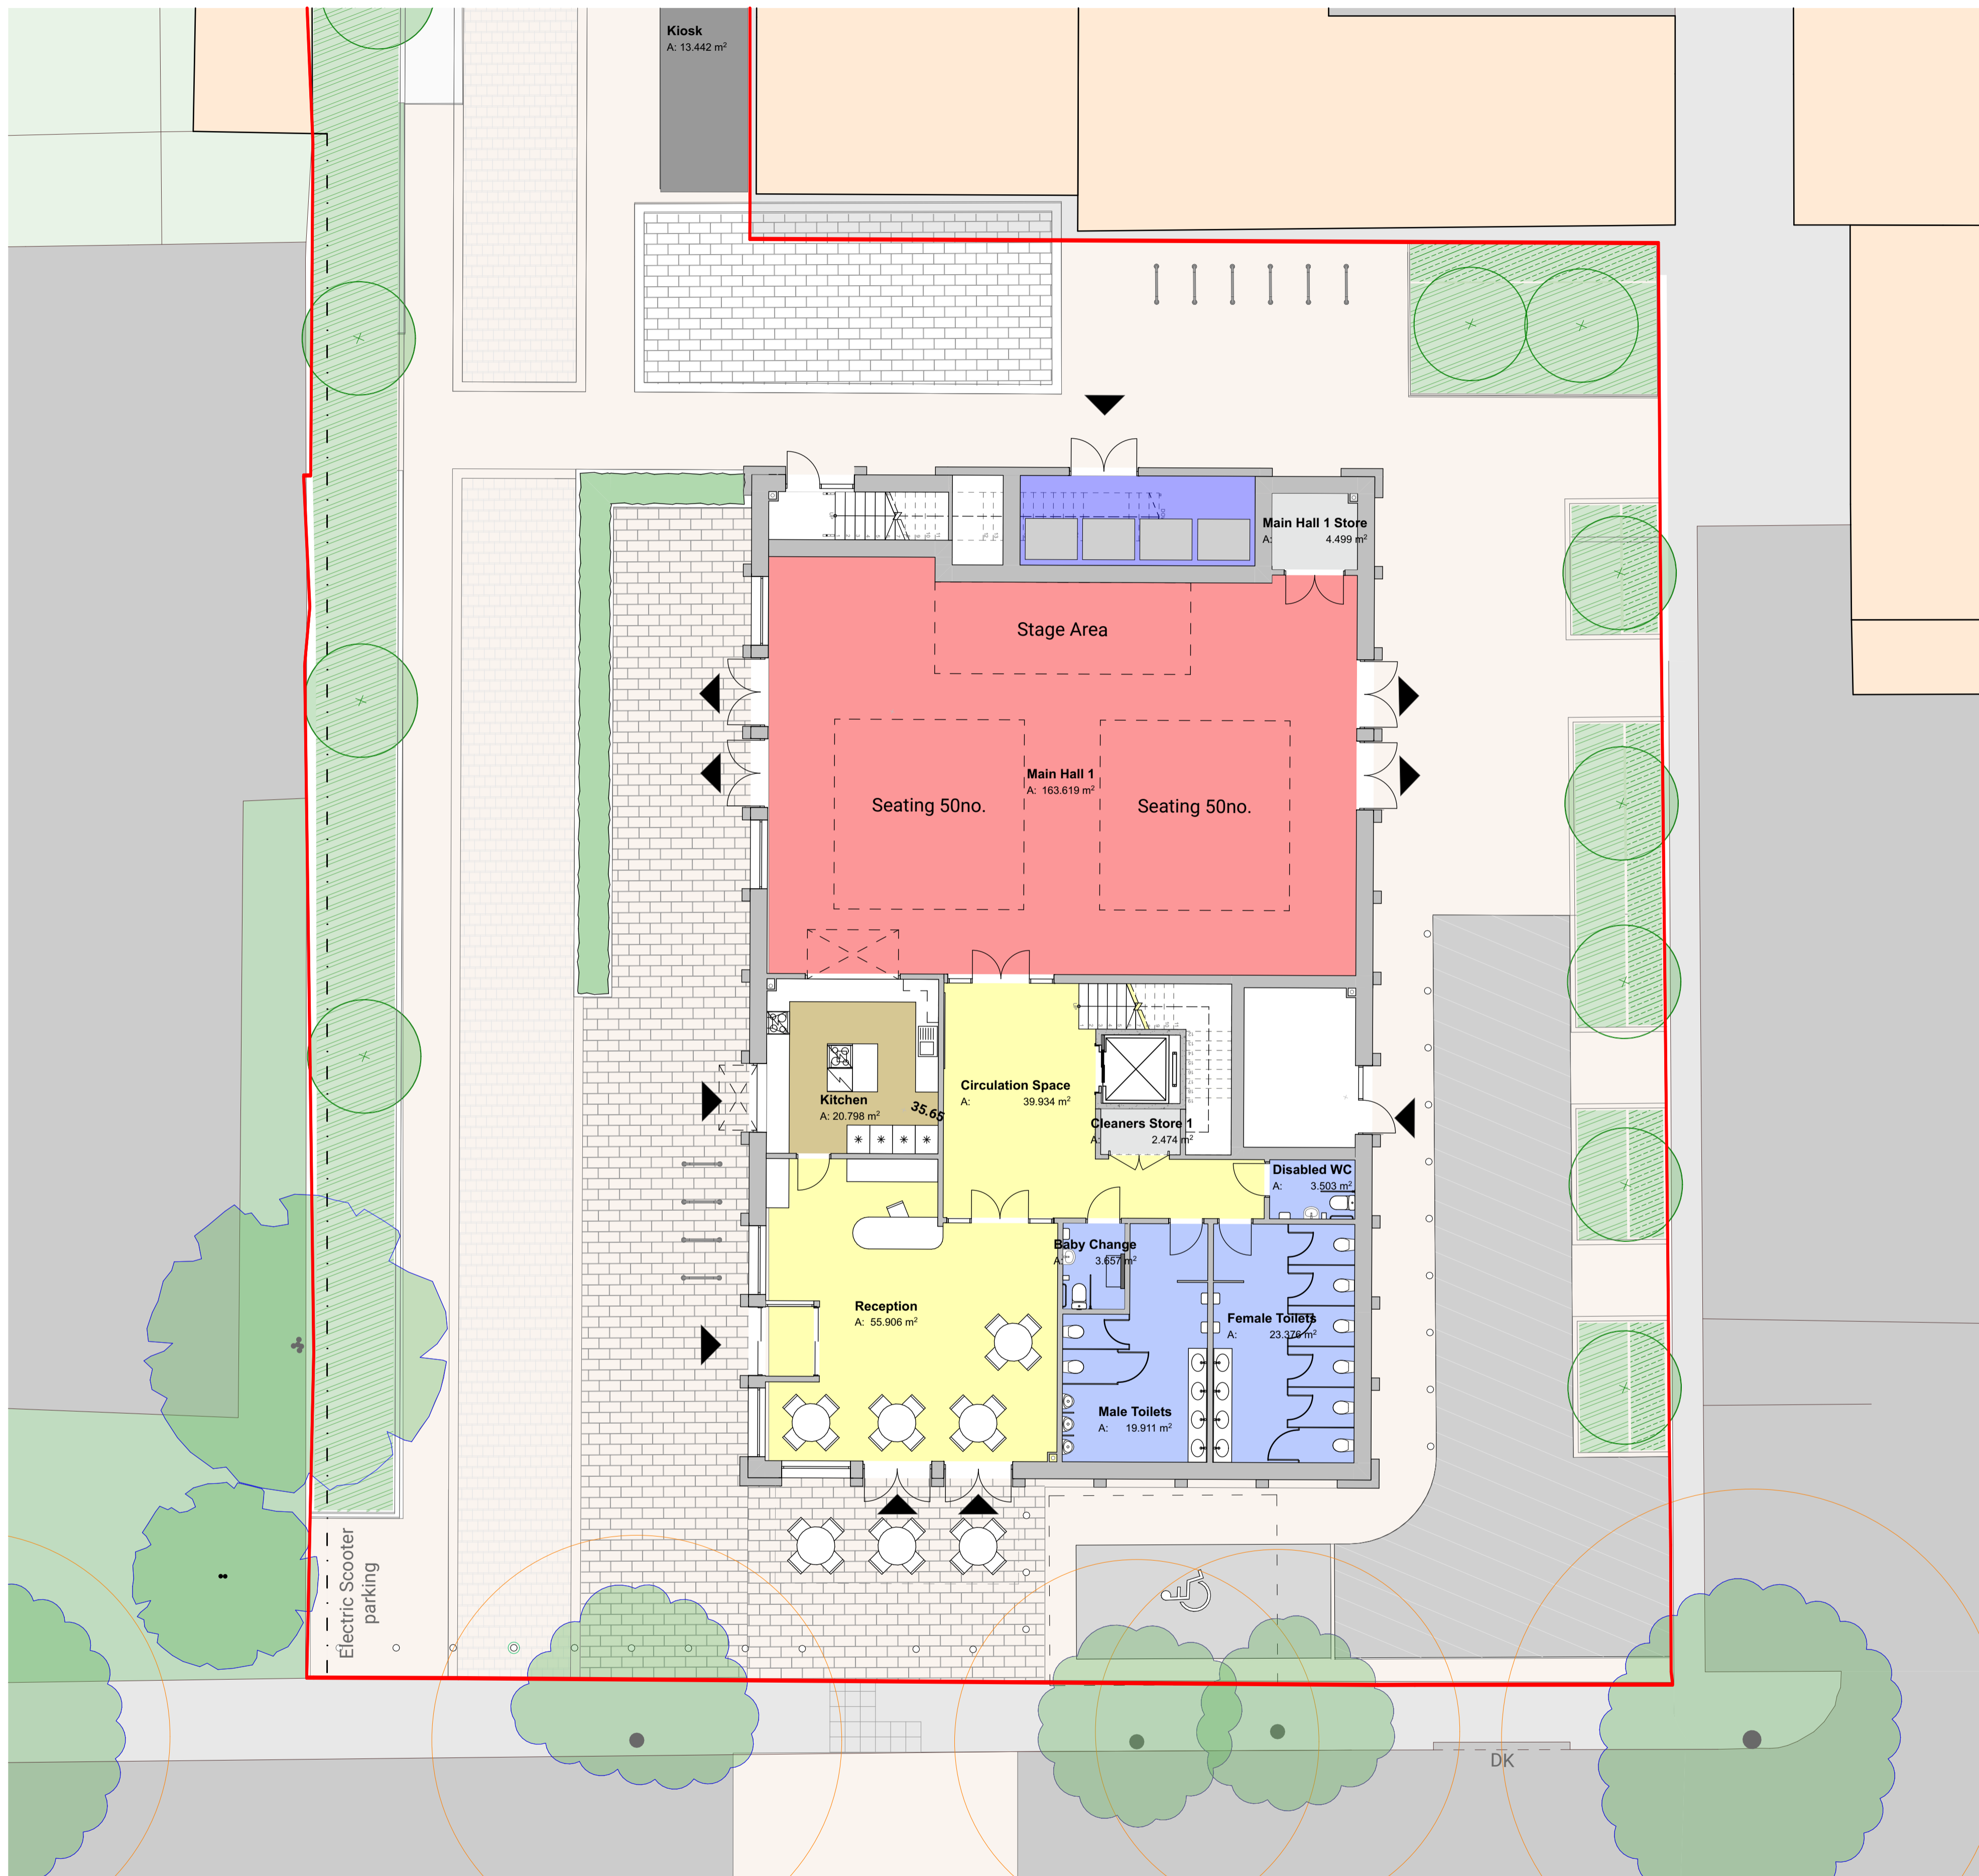 Kiosk
A: 13.442 m²
Main Hall 1 Store
A: 4.499 m²
Stage Area
Main Hall 1
A: 163.619 m²
Seating 50no.
Seating 50no.
Circulation Space
A: 39.934 m²
Kitchen
A: 20.798 m²
35.65
Cleaners Store 1
A: 2.474 m²
Disabled WC
A: 3.503 m²
Baby Change
A: 3.657 m²
Reception
A: 55.906 m²
Female Toilets
A: 23.376 m²
Male Toilets
A: 19.911 m²
Electric Scooter
parking
DK